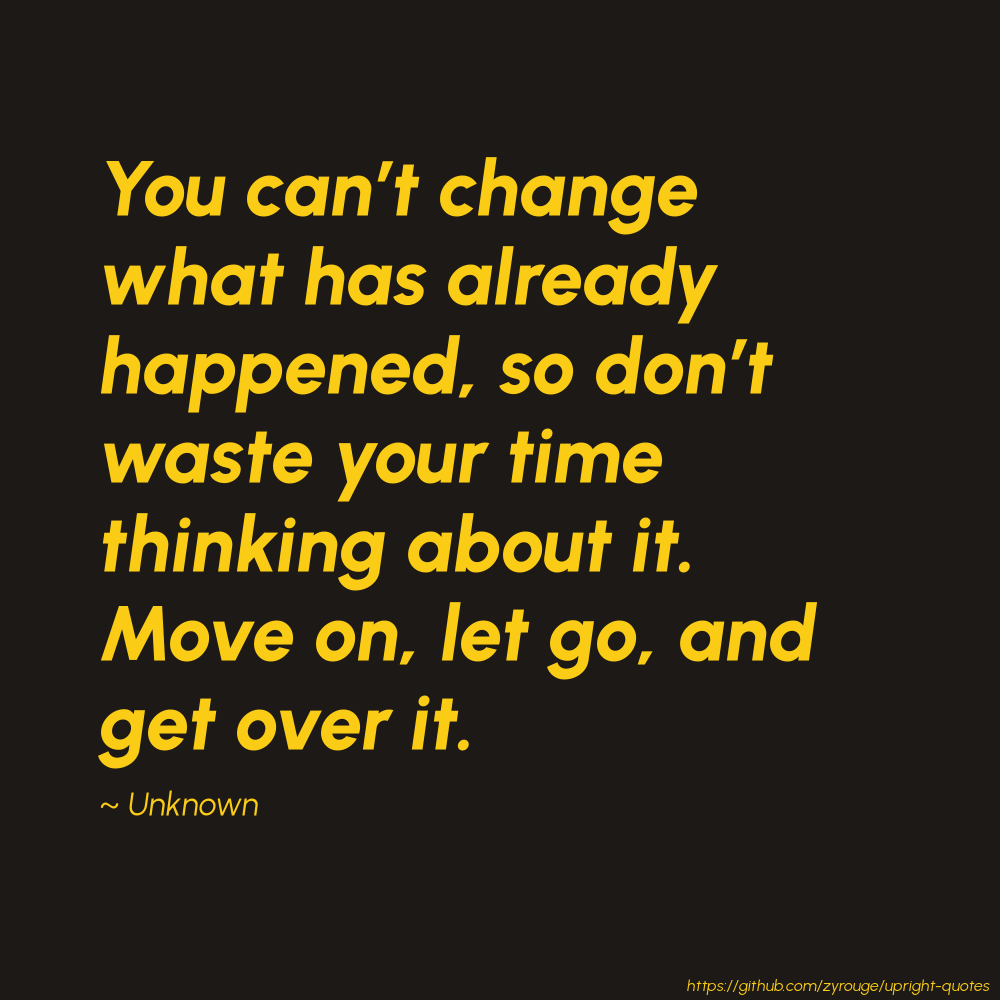 You can’t change
what has already
happened, so don’t
waste your time
thinking about it.
Move on, let go, and
get over it.
~ Unknown
https://github.com/zyrouge/upright-quotes